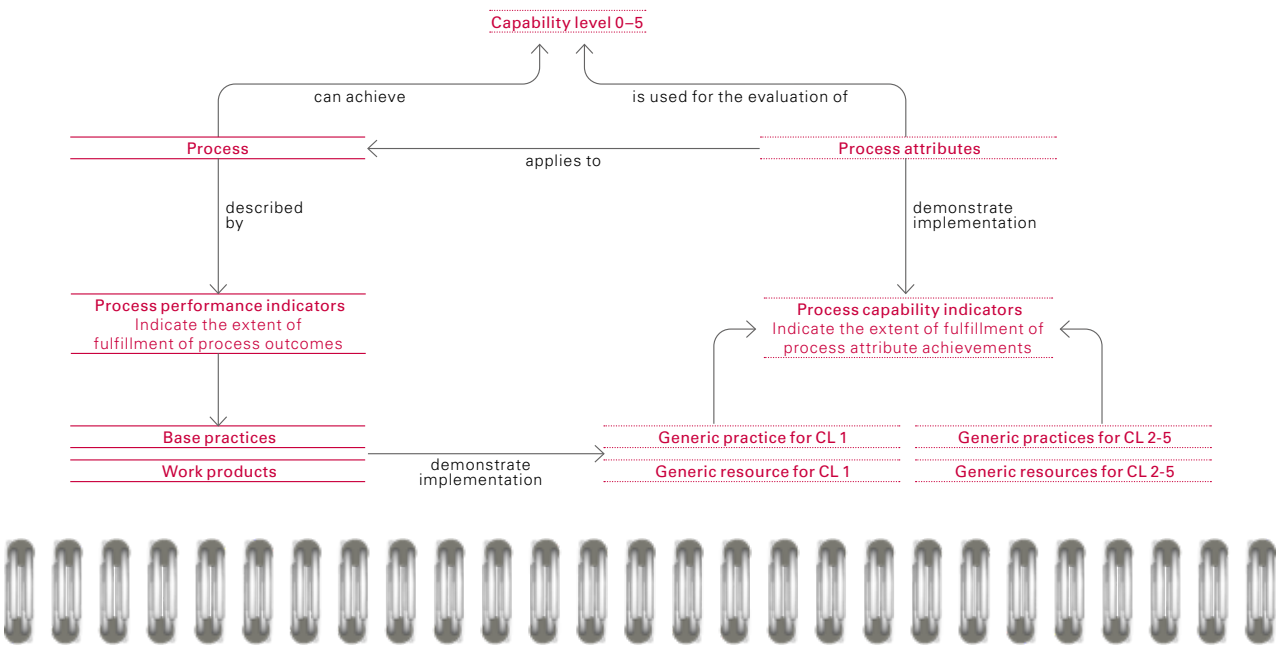 Capability level 0–5
can achieve
is used for the evaluation of
Process
Process attributes
applies to
described
by
demonstrate
implementation
Process performance indicators
Indicate the extent of
fulfillment of process outcomes
Process capability indicators
Indicate the extent of fulfillment of
process attribute achievements
Base practices
Work products
demonstrate
implementation
Generic practice for CL 1
Generic resource for CL 1
Generic practices for CL 2-5
Generic resources for CL 2-5